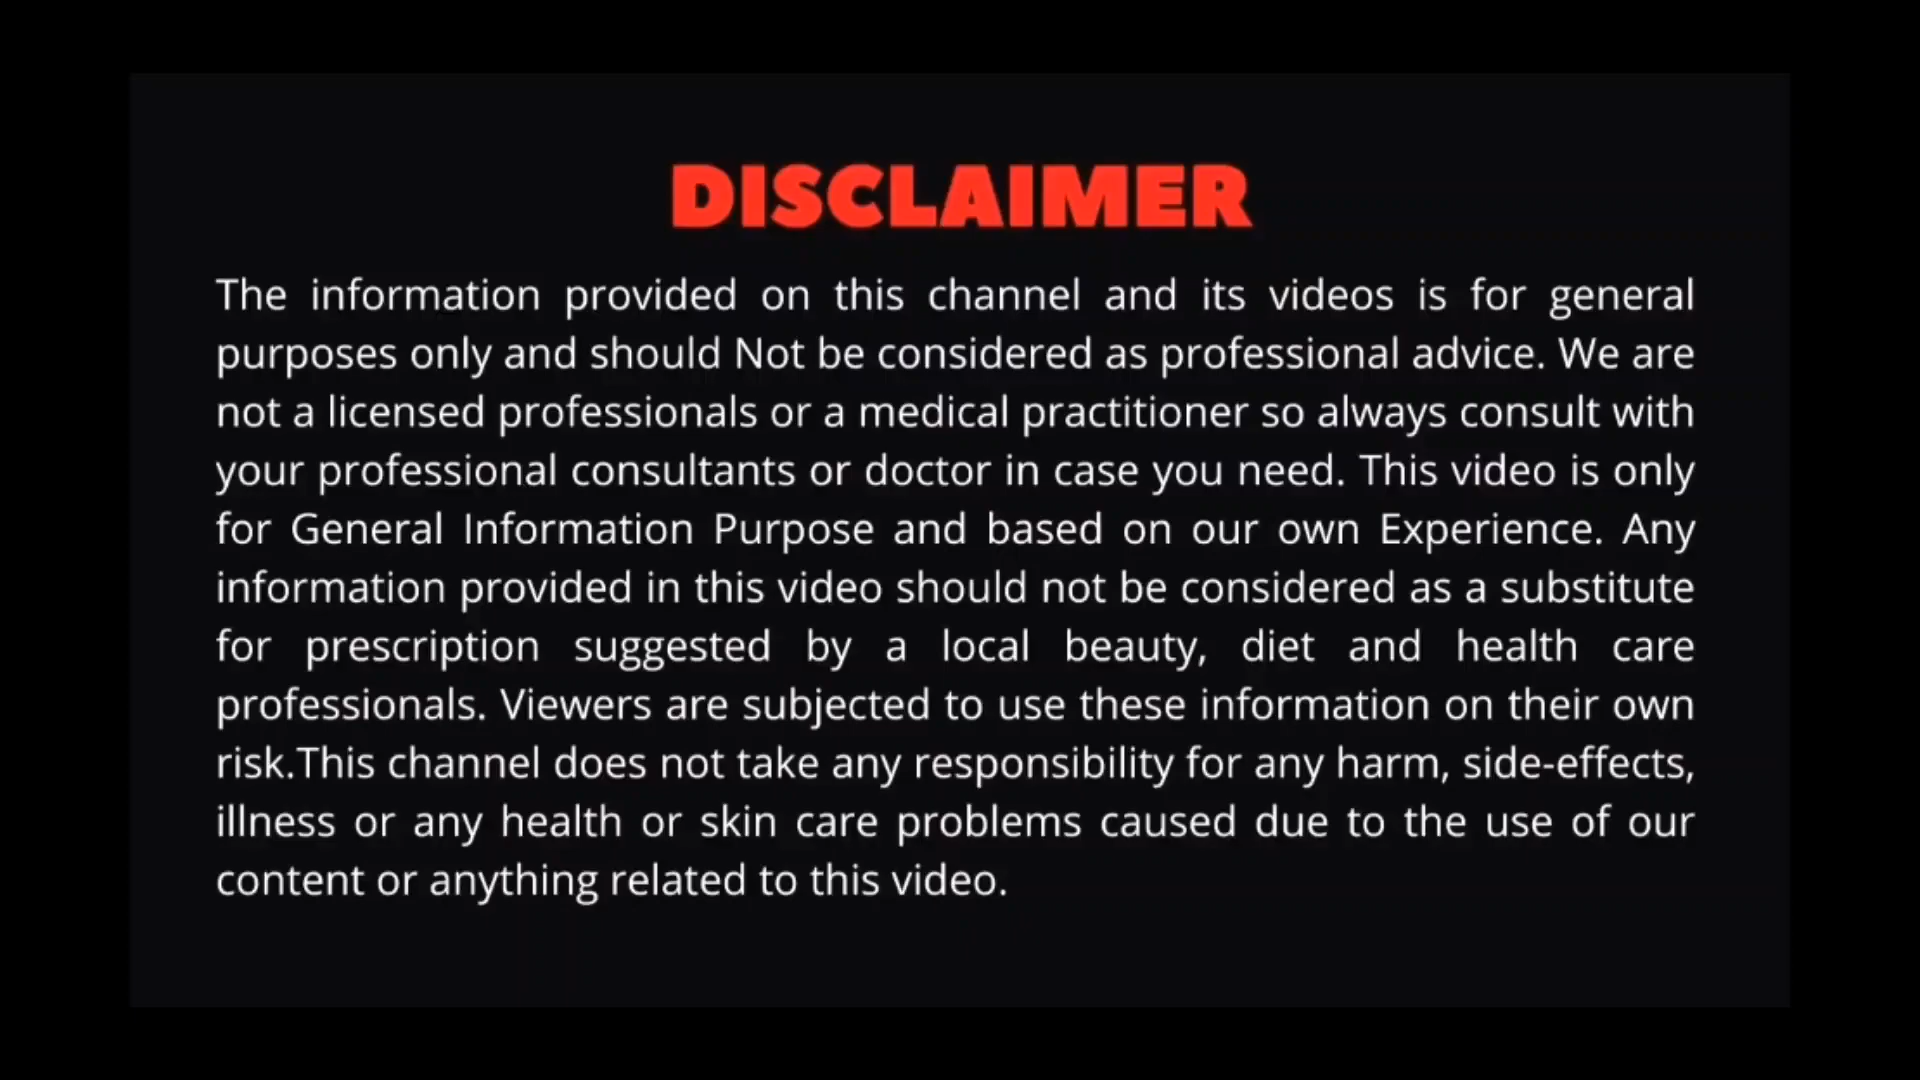 DISCLAIMER
The information provided on this channel and its videos is for general
purposes only and should Not be considered as professional advice. We are
not a licensed professionals or a medical practitioner so always consult with
your professional consultants or doctor in case you need. This video is only
for General Information Purpose and based on our own Experience. Any
information provided in this video should not be considered as a substitute
for prescription suggested by a local beauty, diet and health care
professionals. Viewers are subjected to use these information on their own
risk.This channel does not take any responsibility for any harm, side-effects,
illness or any health or skin care problems caused due to the use of our
content or anything related to this video.